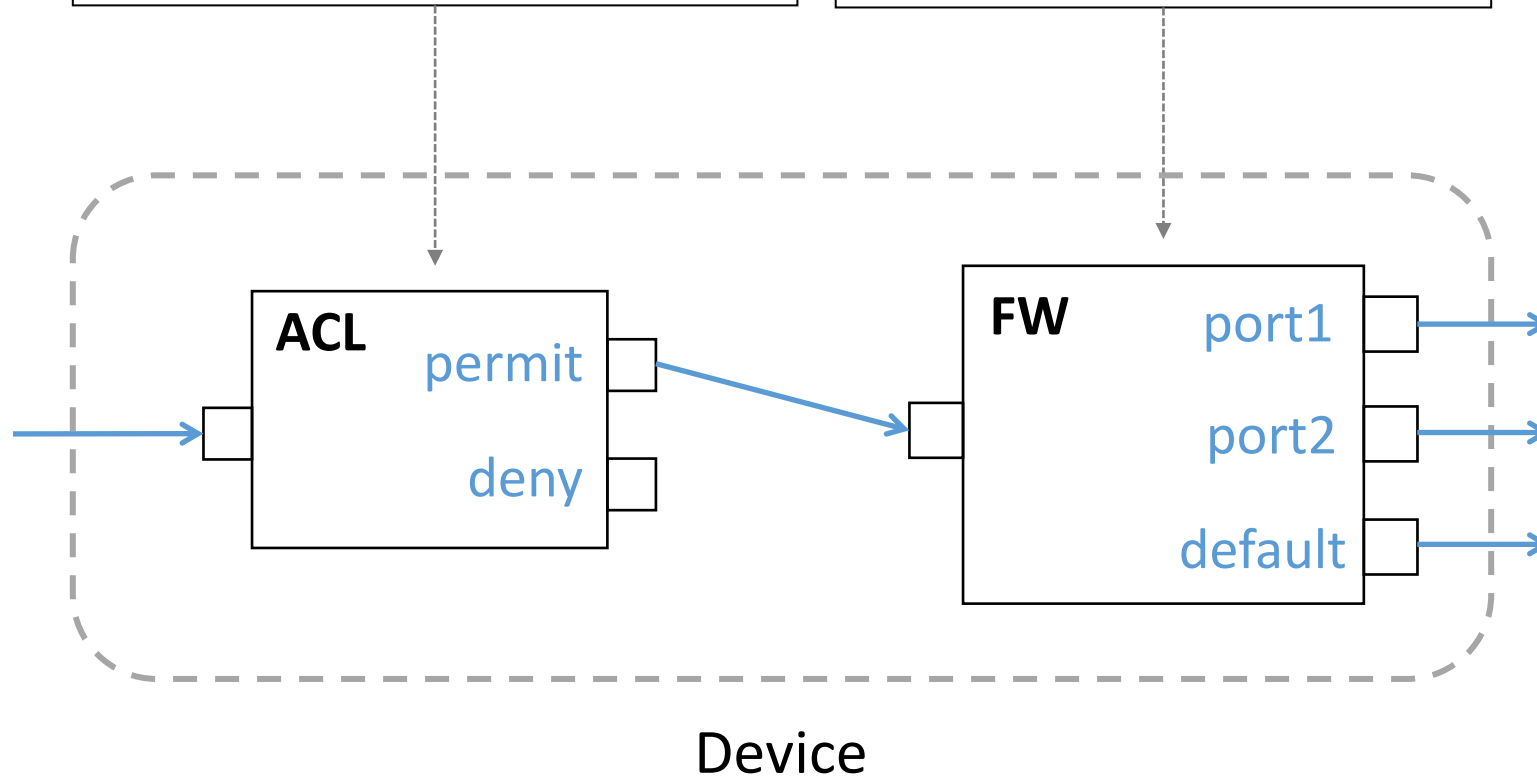 ACL
permit
deny
FW
port1
port2
default
Device